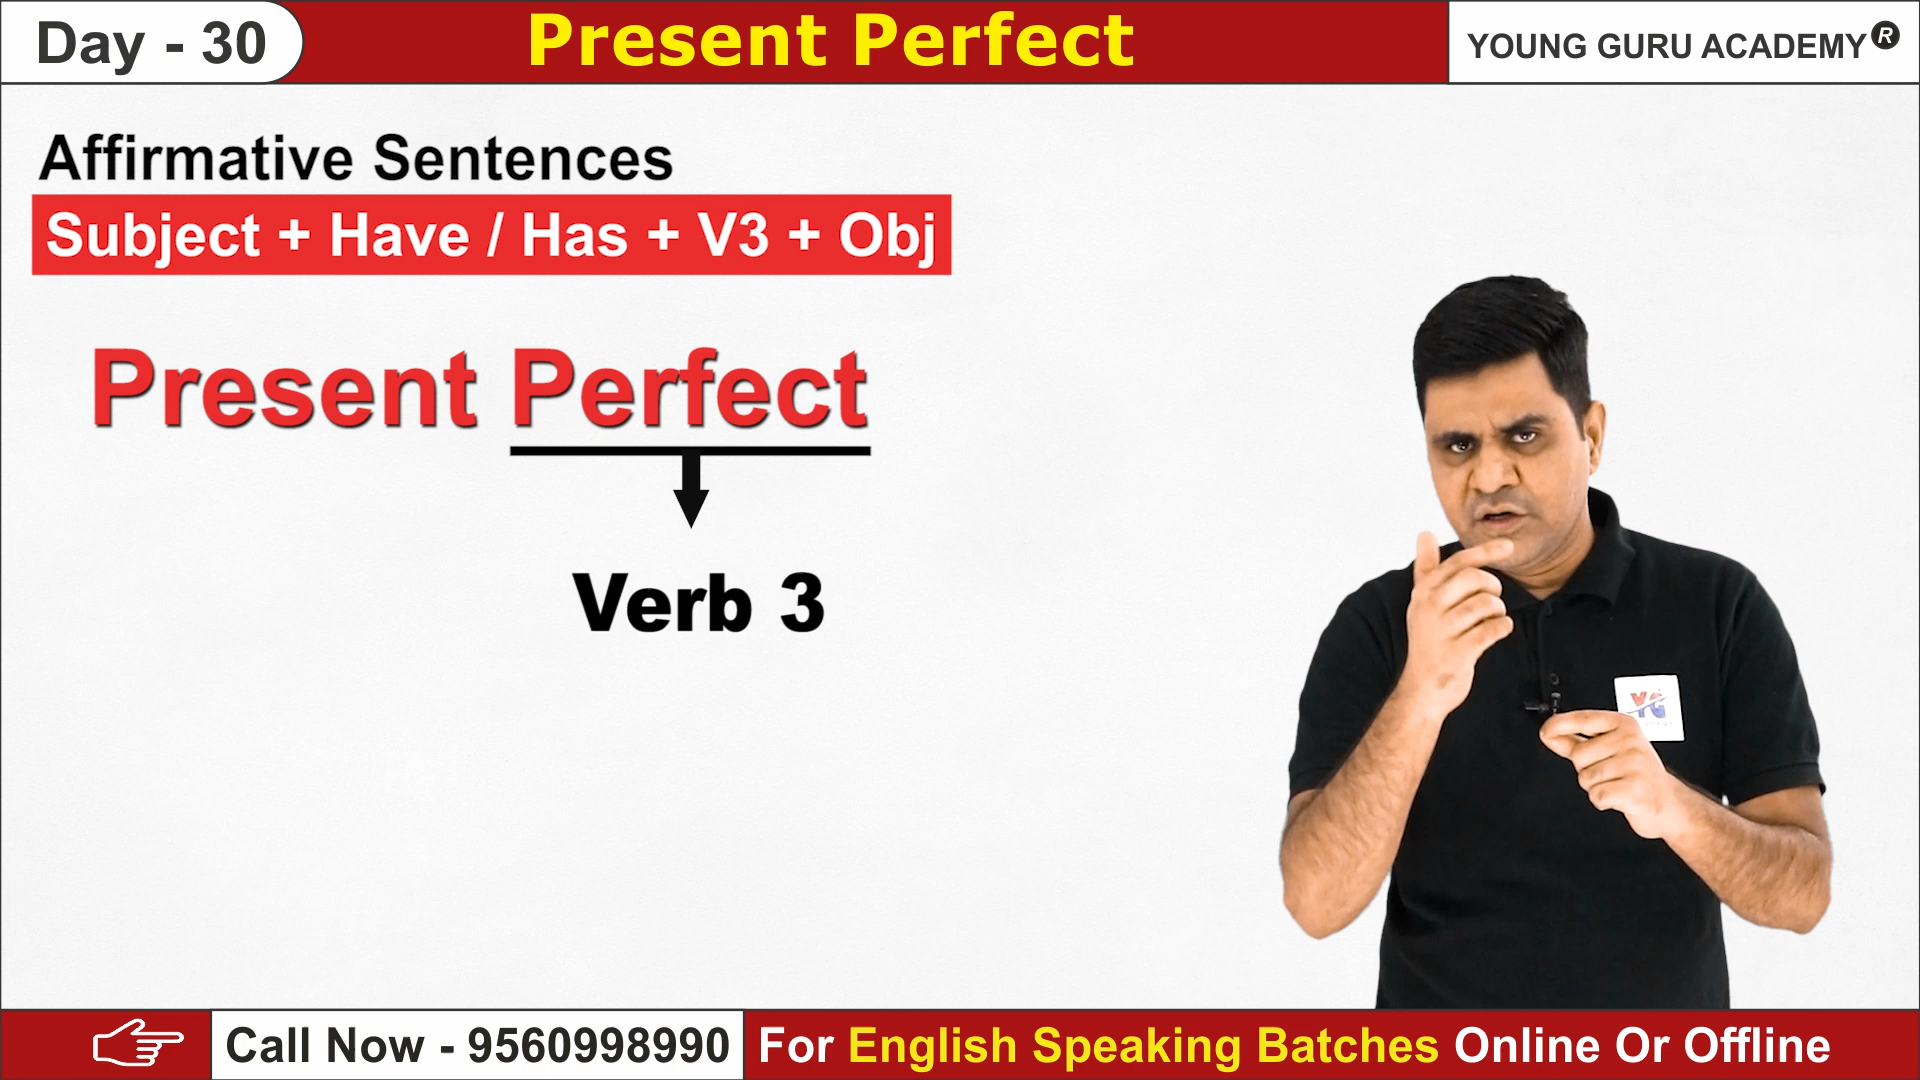 Day - 30
Present Perfect
YOUNG GURU ACADEMY®
Affirmative Sentences
Subject + Have / Has + V3 + Obj
Present Perfect
Verb 3
YG
Call Now - 9560998990
For English Speaking Batches Online Or Offline